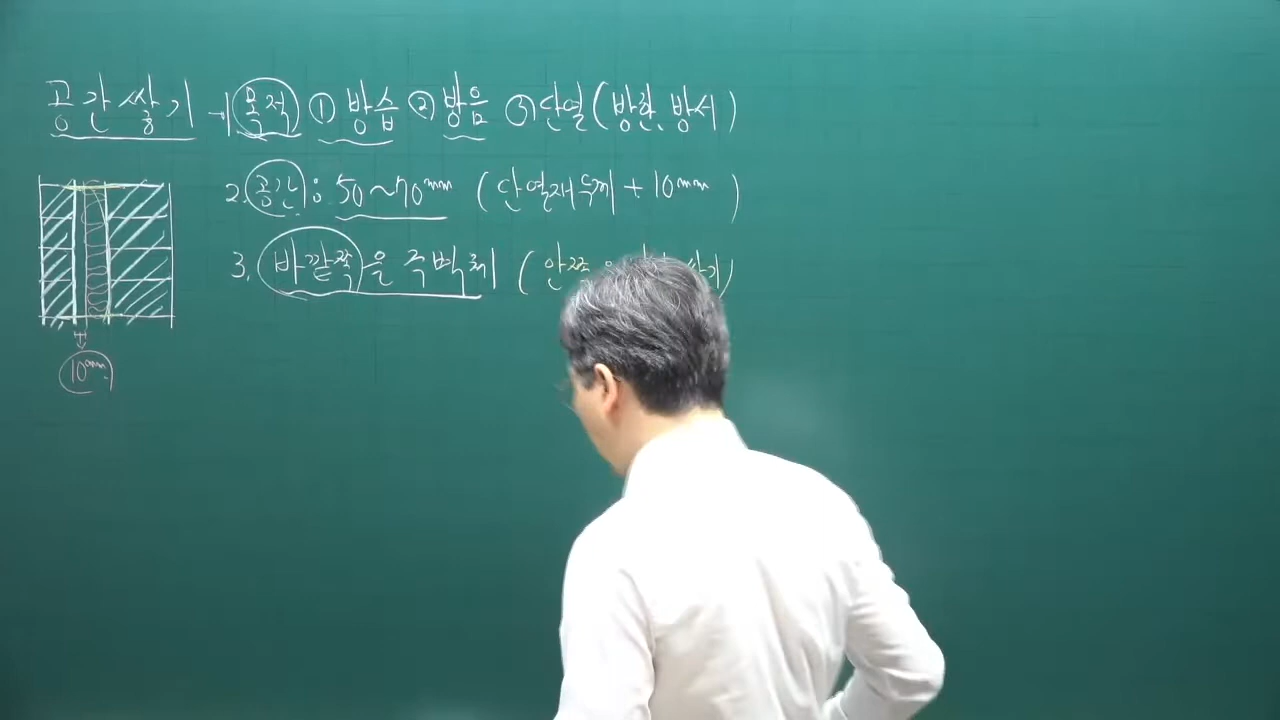 공간쌓기 → 1. 목적 ① 방습 ② 방음 ③ 단열 (방한, 방서)
2. 공간 : 50~70mm (단열재두께 + 10mm )
3. 바깥쪽을 주벽체 (안쪽
10mm